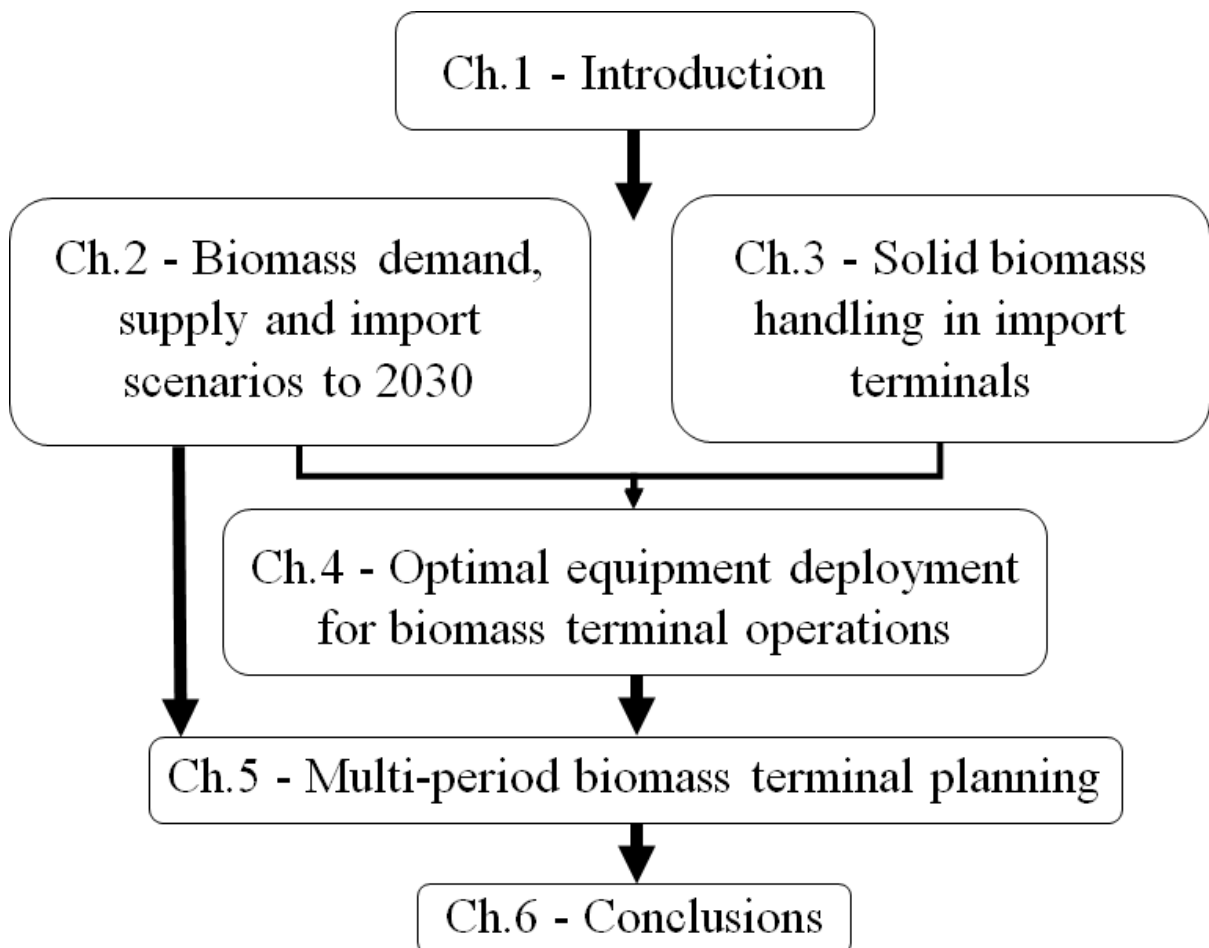 Ch.1 - Introduction
Ch.2 - Biomass demand,
supply and import
scenarios to 2030
Ch.3 - Solid biomass
handling in import
terminals
Ch.4 - Optimal equipment deployment
for biomass terminal operations
Ch.5 - Multi-period biomass terminal planning
Ch.6 - Conclusions